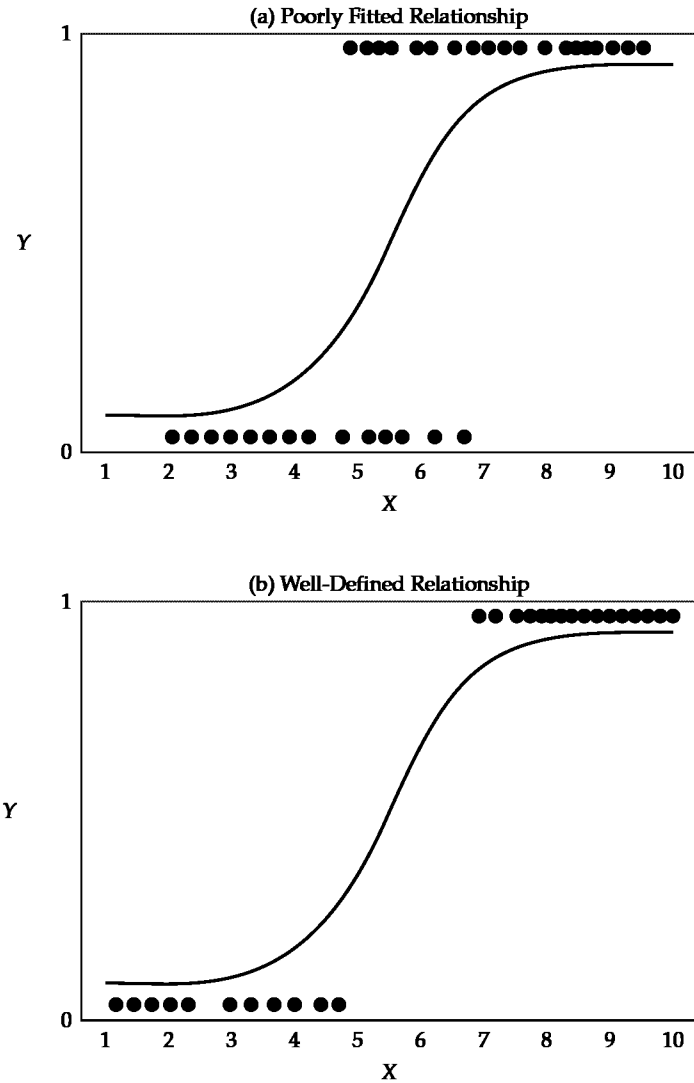 (a) Poorly Fitted Relationship
1
Y
0
1 2 3 4 5 6 7 8 9 10
X
(b) Well-Defined Relationship
1
Y
0
1 2 3 4 5 6 7 8 9 10
X